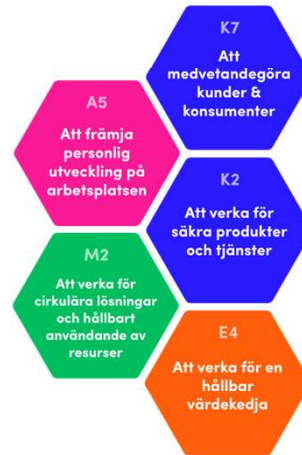 K7
Att
medvetandegöra
kunder &
konsumenter
A5
Att främja
personlig
utveckling på
arbetsplatsen
K2
Att verka för
säkra produkter
och tjänster
M2
Att verka för
cirkulära lösningar
och hållbart
användande av
resurser
E4
Att verka för en
hållbar
värdekedja